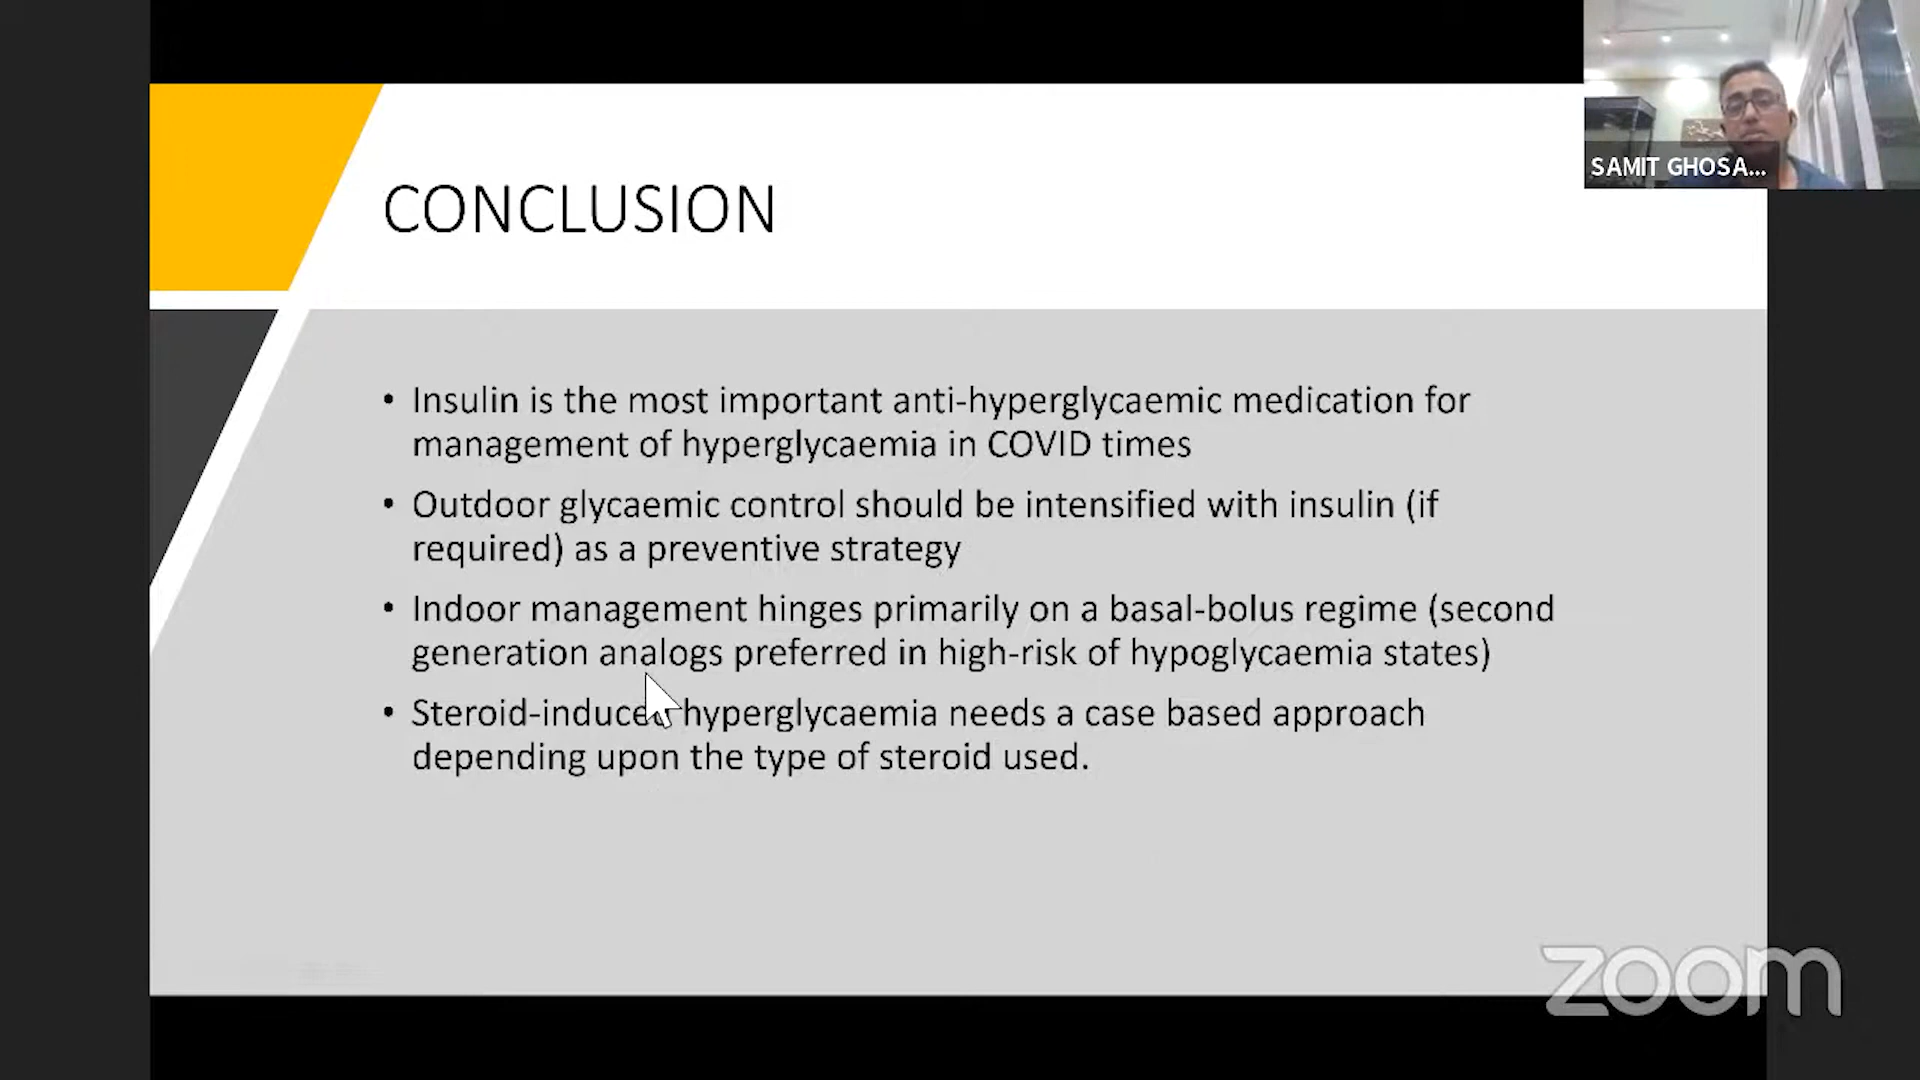 SAMIT GHOSA...
CONCLUSION
• Insulin is the most important anti-hyperglycaemic medication for
management of hyperglycaemia in COVID times
• Outdoor glycaemic control should be intensified with insulin (if
required) as a preventive strategy
• Indoor management hinges primarily on a basal-bolus regime (second
generation analogs preferred in high-risk of hypoglycaemia states)
• Steroid-induced hyperglycaemia needs a case based approach
depending upon the type of steroid used.
zoom